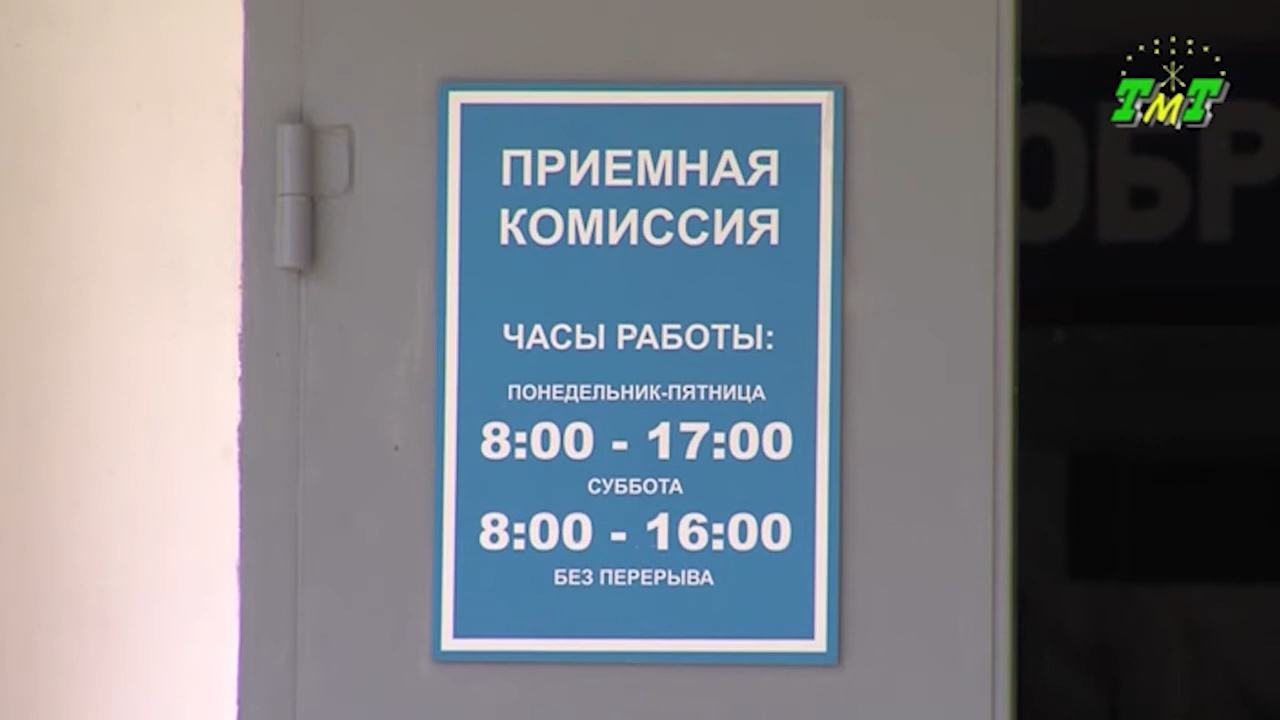 ПРИЕМНАЯ
КОМИССИЯ
ЧАСЫ РАБОТЫ:
ПОНЕДЕЛЬНИК-ПЯТНИЦА
8:00 - 17:00
СУББОТА
8:00 - 16:00
БЕЗ ПЕРЕРЫВА
ТМТ
ОБР